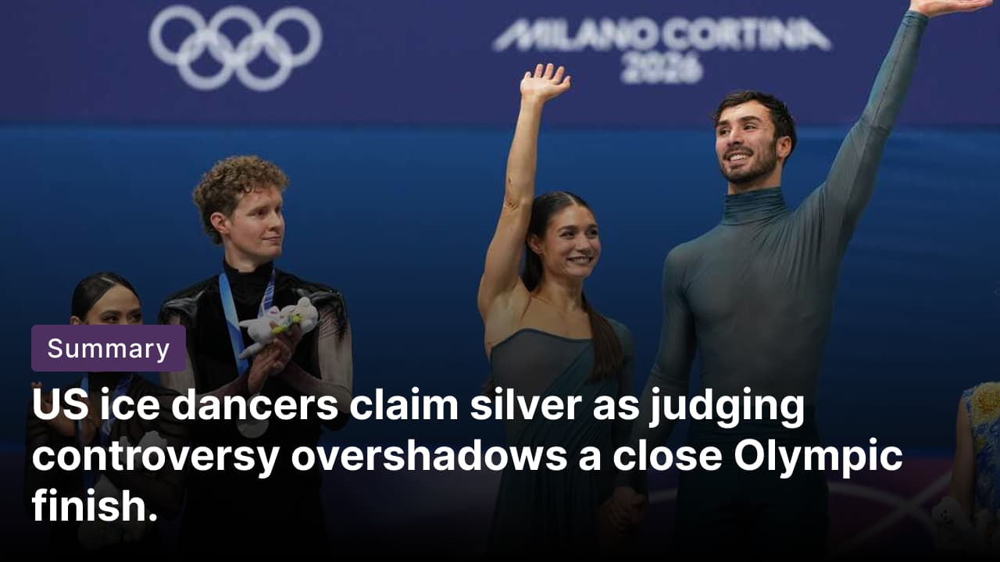 MILANO CORTINA
2026
Summary
US ice dancers claim silver as judging
controversy overshadows a close Olympic
finish.